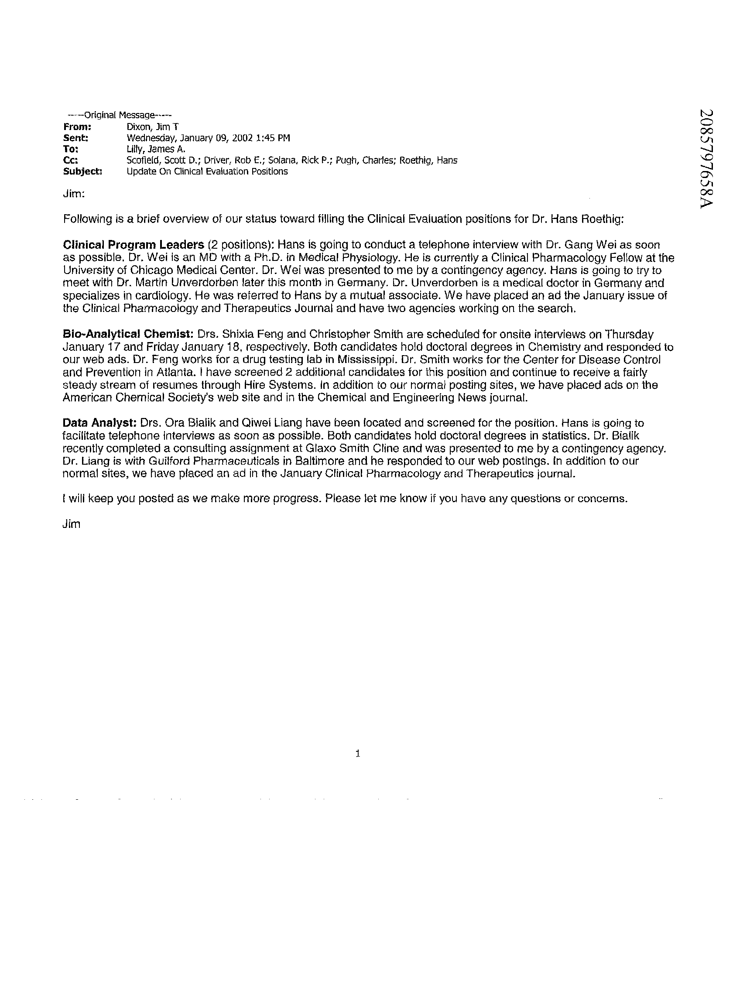 -----Original Message-----
From: Dixon, Jim T
Sent: Wednesday, January 09, 2002 1:45 PM
To: Lilly, James A.
Cc: Scofield, Scott D.; Driver, Rob E.; Solana, Rick P.; Pugh, Charles; Roethig, Hans
Subject: Update On Clinical Evaluation Positions
Jim:
Following is a brief overview of our status toward filling the Clinical Evaluation positions for Dr. Hans Roethig:
Clinical Program Leaders (2 positions): Hans is going to conduct a telephone interview with Dr. Gang Wei as soon
as possible. Dr. Wei is an MD with a Ph.D. in Medical Physiology. He is currently a Clinical Pharmacology Fellow at the
University of Chicago Medical Center. Dr. Wei was presented to me by a contingency agency. Hans is going to try to
meet with Dr. Martin Unverdorben later this month in Germany. Dr. Unverdorben is a medical doctor in Germany and
specializes in cardiology. He was referred to Hans by a mutual associate. We have placed an ad the January issue of
the Clinical Pharmacology and Therapeutics Journal and have two agencies working on the search.
Bio-Analytical Chemist: Drs. Shixia Feng and Christopher Smith are scheduled for onsite interviews on Thursday
January 17 and Friday January 18, respectively. Both candidates hold doctoral degrees in Chemistry and responded to
our web ads. Dr. Feng works for a drug testing lab in Mississippi. Dr. Smith works for the Center for Disease Control
and Prevention in Atlanta. I have screened 2 additional candidates for this position and continue to receive a fairly
steady stream of resumes through Hire Systems. In addition to our normal posting sites, we have placed ads on the
American Chemical Society's web site and in the Chemical and Engineering News journal.
Data Analyst: Drs. Ora Bialik and Qiwei Liang have been located and screened for the position. Hans is going to
facilitate telephone interviews as soon as possible. Both candidates hold doctoral degrees in statistics. Dr. Bialik
recently completed a consulting assignment at Glaxo Smith Cline and was presented to me by a contingency agency.
Dr. Liang is with Guilford Pharmaceuticals in Baltimore and he responded to our web postings. In addition to our
normal sites, we have placed an ad in the January Clinical Pharmacology and Therapeutics journal.
I will keep you posted as we make more progress. Please let me know if you have any questions or concerns.
Jim
1
2085797658A